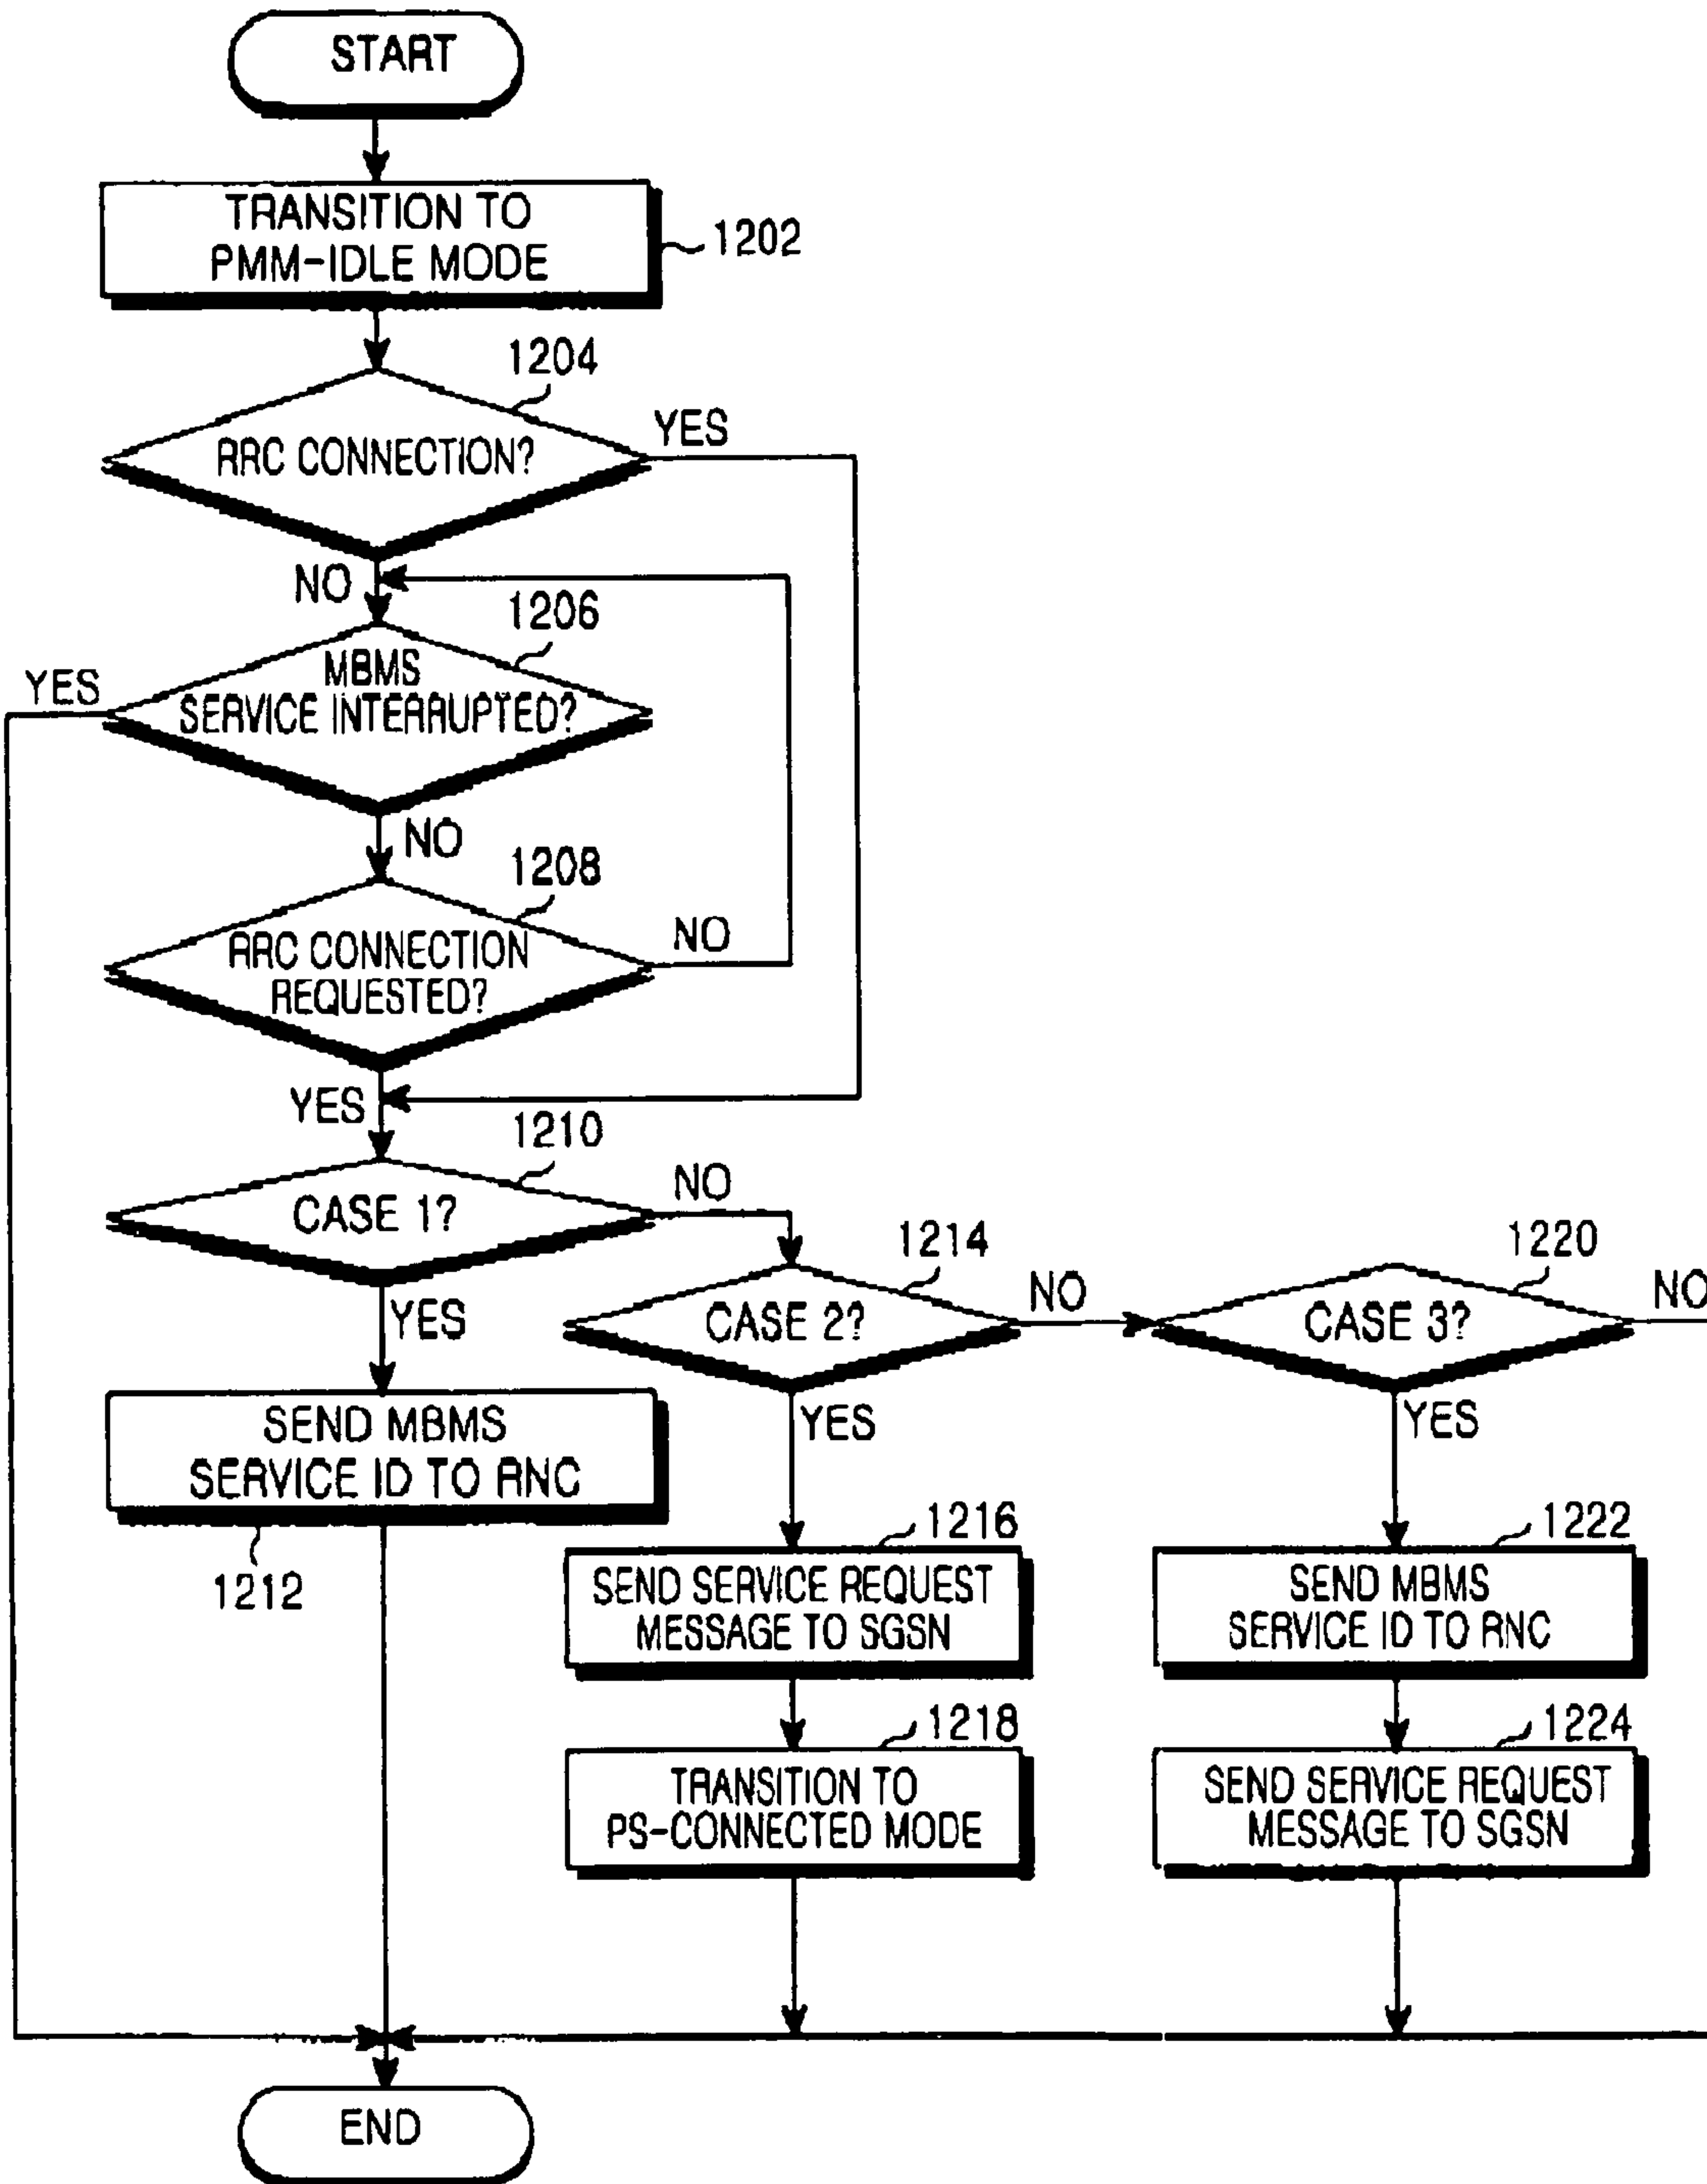 START
TRANSITION TO
PMM-IDLE MODE
1202
1204
RRC CONNECTION?
YES
NO
1206
MBMS
SERVICE INTERRUPTED?
YES
NO
1208
RRC CONNECTION
REQUESTED?
NO
YES
1210
CASE 1?
NO
YES
1214
CASE 2?
NO
YES
1220
CASE 3?
NO
YES
SEND MBMS
SERVICE ID TO RNC
1212
1216
SEND SERVICE REQUEST
MESSAGE TO SGSN
1222
SEND MBMS
SERVICE ID TO RNC
1218
TRANSITION TO
PS-CONNECTED MODE
1224
SEND SERVICE REQUEST
MESSAGE TO SGSN
END